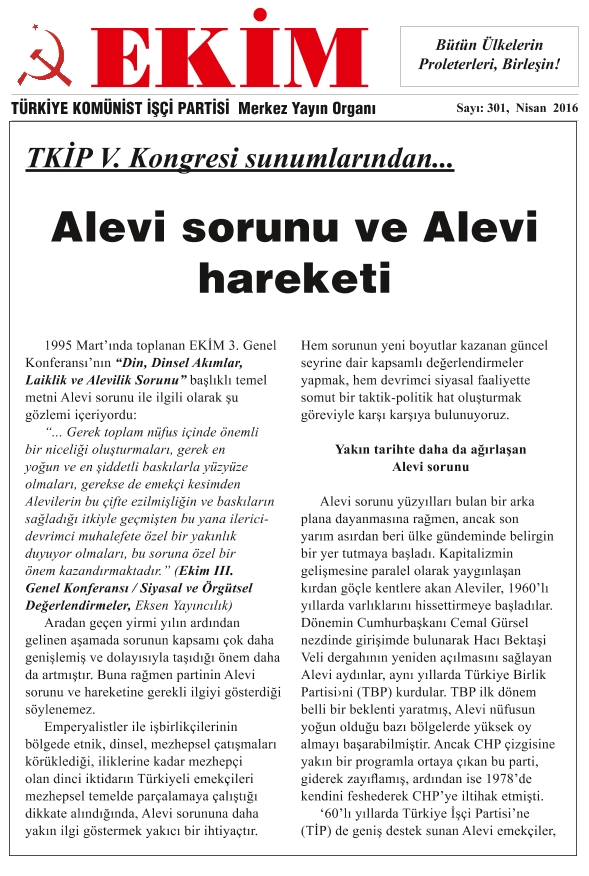 EKİM
Bütün Ülkelerin
Proleterleri, Birleşin!
TÜRKİYE KOMÜNİST İŞÇİ PARTİSİ Merkez Yayın Organı
Sayı: 301, Nisan 2016
TKİP V. Kongresi sunumlarından...
Alevi sorunu ve Alevi
hareketi
1995 Mart’ında toplanan EKİM 3. Genel
Konferansı’nın “Din, Dinsel Akımlar,
Laiklik ve Alevilik Sorunu” başlıklı temel
metni Alevi sorunu ile ilgili olarak şu
gözlemi içeriyordu:
“... Gerek toplam nüfus içinde önemli
bir niceliği oluşturmaları, gerek en
yoğun ve en şiddetli baskılarla yüzyüze
olmaları, gerekse de emekçi kesimden
Alevilerin bu çifte ezilmişliğin ve baskıların
sağladığı itkiyle geçmişten bu yana ilerici-
devrimci muhalefete özel bir yakınlık
duyuyor olmaları, bu soruna özel bir
önem kazandırmaktadır.” (Ekim III.
Genel Konferansı / Siyasal ve Örgütsel
Değerlendirmeler, Eksen Yayıncılık)
Aradan geçen yirmi yılın ardından
gelinen aşamada sorunun kapsamı çok daha
genişlemiş ve dolayısıyla taşıdığı önem daha
da artmıştır. Buna rağmen partinin Alevi
sorunu ve hareketine gerekli ilgiyi gösterdiği
söylenemez.
Emperyalistler ile işbirlikçilerinin
bölgede etnik, dinsel, mezhepsel çatışmaları
körüklediği, iliklerine kadar mezhepçi
olan dinci iktidarın Türkiyeli emekçileri
mezhepsel temelde parçalamaya çalıştığı
dikkate alındığında, Alevi sorununa daha
yakın ilgi göstermek yakıcı bir ihtiyaçtır.
Hem sorunun yeni boyutlar kazanan güncel
seyrine dair kapsamlı değerlendirmeler
yapmak, hem devrimci siyasal faaliyette
somut bir taktik-politik hat oluşturmak
göreviyle karşı karşıya bulunuyoruz.
Yakın tarihte daha da ağırlaşan
Alevi sorunu
Alevi sorunu yüzyılları bulan bir arka
plana dayanmasına rağmen, ancak son
yarım asırdan beri ülke gündeminde belirgin
bir yer tutmaya başladı. Kapitalizmin
gelişmesine paralel olarak yaygınlaşan
kırdan göçle kentlere akan Aleviler, 1960’lı
yıllarda varlıklarını hissettirmeye başladılar.
Dönemin Cumhurbaşkanı Cemal Gürsel
nezdinde girişimde bulunarak Hacı Bektaşi
Veli dergahının yeniden açılmasını sağlayan
Alevi aydınlar, aynı yıllarda Türkiye Birlik
Partisi›ni (TBP) kurdular. TBP ilk dönem
belli bir beklenti yaratmış, Alevi nüfusun
yoğun olduğu bazı bölgelerde yüksek oy
almayı başarabilmiştir. Ancak CHP çizgisine
yakın bir programla ortaya çıkan bu parti,
giderek zayıflamış, ardından ise 1978’de
kendini feshederek CHP’ye iltihak etmişti.
‘60’lı yıllarda Türkiye İşçi Partisi’ne
(TİP) de geniş destek sunan Alevi emekçiler,